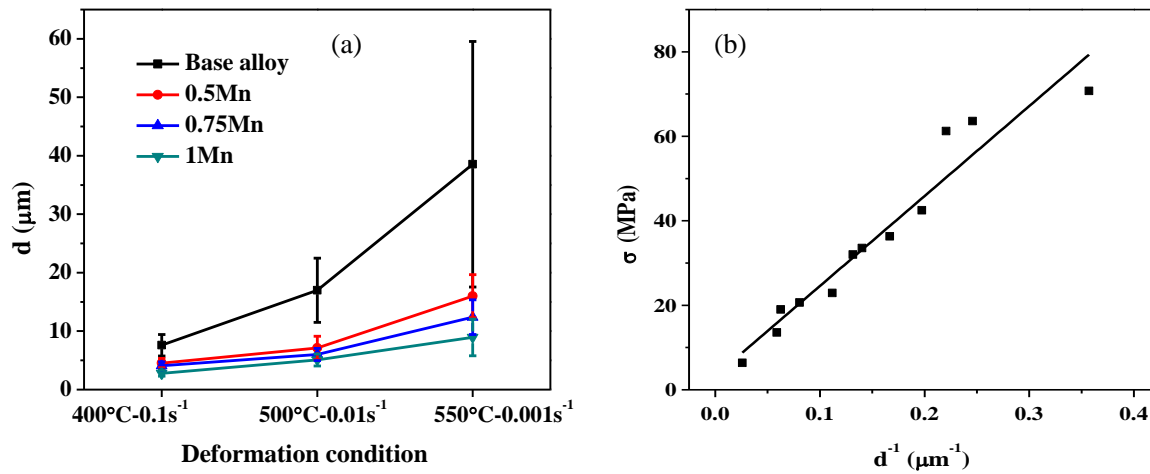 (a)
Base alloy
0.5Mn
0.75Mn
1Mn
60
50
40
30
20
10
0
d (μm)
400°C-0.1s⁻¹ 500°C-0.01s⁻¹ 550°C-0.001s⁻¹
Deformation condition
(b)
80
60
40
20
0
σ (MPa)
0.0 0.1 0.2 0.3 0.4
d⁻¹ (μm⁻¹)